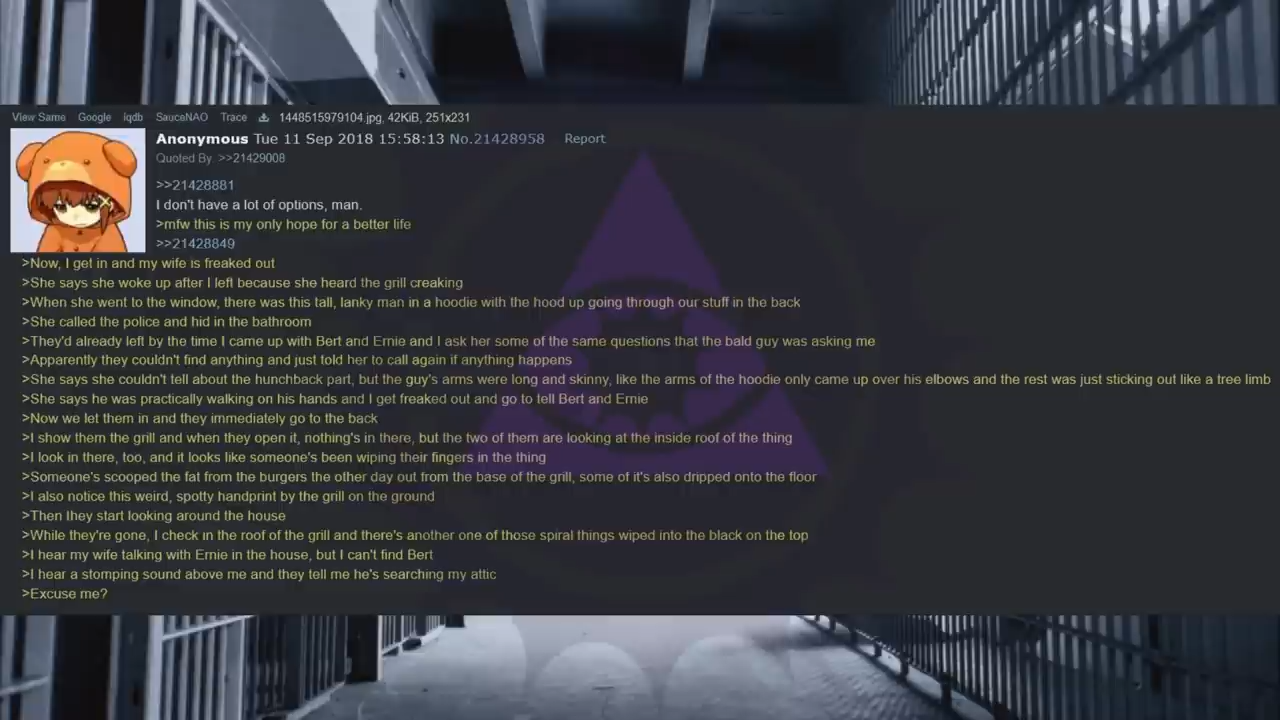 View Same Google Iqdb SauceNAO Trace 1448515979104.jpg, 42KiB, 251x231
Anonymous Tue 11 Sep 2018 15:58:13 No.21428958 Report
Quoted By >>21429008
>>21428881
I don't have a lot of options, man.
>mfw this is my only hope for a better life
>>21428849
>Now, I get in and my wife is freaked out
>She says she woke up after I left because she heard the grill creaking
>When she went to the window, there was this tall, lanky man in a hoodie with the hood up going through our stuff in the back
>She called the police and hid in the bathroom
>They'd already left by the time I came up with Bert and Ernie and I ask her some of the same questions that the bald guy was asking me
>Apparently they couldn't find anything and just told her to call again if anything happens
>She says she couldn't tell about the hunchback part, but the guy's arms were long and skinny, like the arms of the hoodie only came up over his elbows and the rest was just sticking out like a tree limb
>She says he was practically walking on his hands and I get freaked out and go to tell Bert and Ernie
>Now we let them in and they immediately go to the back
>I show them the grill and when they open it, nothing's in there, but the two of them are looking at the inside roof of the thing
>I look in there, too, and it looks like someone's been wiping their fingers in the thing
>Someone's scooped the fat from the burgers the other day out from the base of the grill, some of it's also dripped onto the floor
>I also notice this weird, spotty handprint by the grill on the ground
>Then they start looking around the house
>While they're gone, I check in the roof of the grill and there's another one of those spiral things wiped into the black on the top
>I hear my wife talking with Ernie in the house, but I can't find Bert
>I hear a stomping sound above me and they tell me he's searching my attic
>Excuse me?